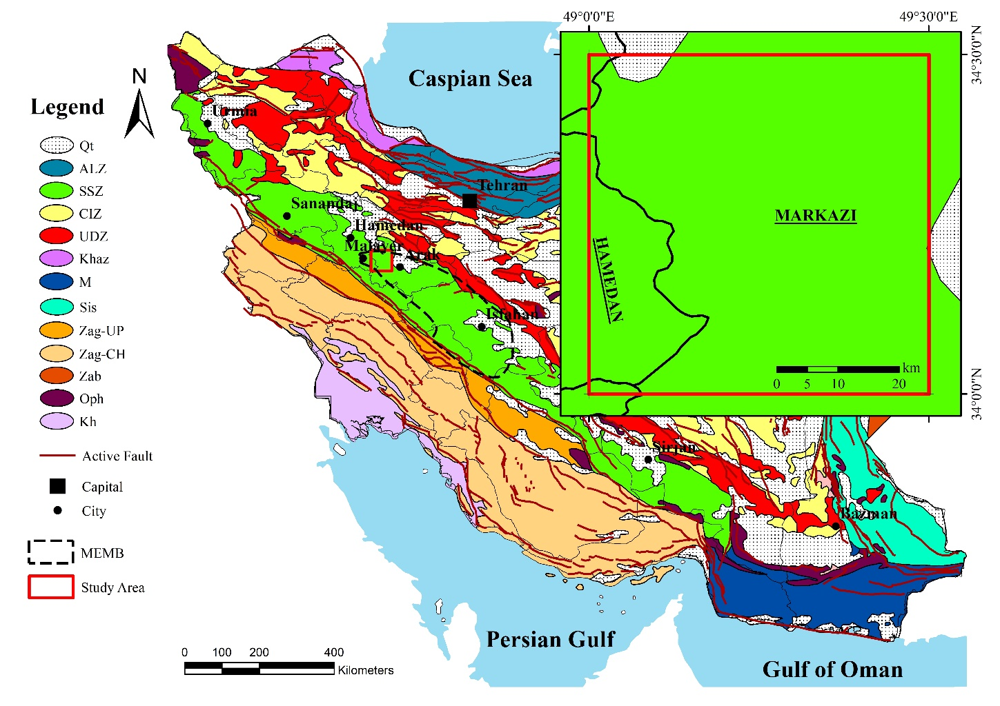 49°0'0"E
49°30'0"E
34°30'0"N
34°0'0"N
Caspian Sea
N
Legend
Qt
ALZ
SSZ
CIZ
UDZ
Khaz
M
Sis
Zag-UP
Zag-CH
Zab
Oph
Kh
Active Fault
Capital
City
MEMB
Study Area
Urmia
Tehran
Sanandaj
Hamedan
Malayer
Arak
Isfahan
Sirjan
Bazman
MARKAZI
HAMEDAN
km
0 5 10 20
Persian Gulf
Gulf of Oman
0 100 200 400
Kilometers